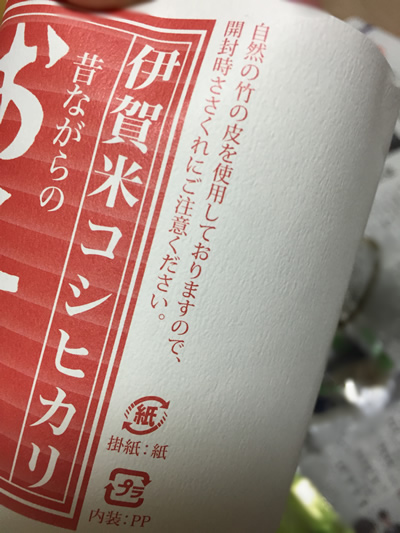 自然の竹の皮を使用しておりますので、
開封時ささくれにご注意ください。
伊賀米コシヒカリ
昔ながらの
お
紙
掛紙：紙
プラ
内装：PP